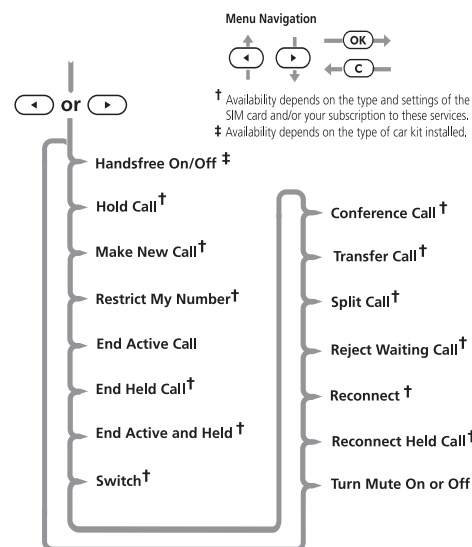 Menu Navigation
OK
C
† Availability depends on the type and settings of the
SIM card and/or your subscription to these services.
‡ Availability depends on the type of car kit installed.
or
Handsfree On/Off ‡
Hold Call†
Make New Call†
Restrict My Number†
End Active Call
End Held Call†
End Active and Held †
Switch†
Conference Call†
Transfer Call†
Split Call†
Reject Waiting Call†
Reconnect †
Reconnect Held Call†
Turn Mute On or Off